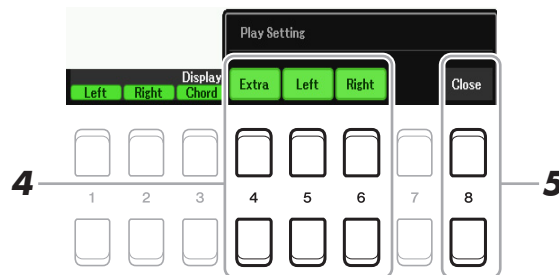 Play Setting
Display
Left Right Chord Extra Left Right Close
4 1 2 3 4 5 6 7 8 5